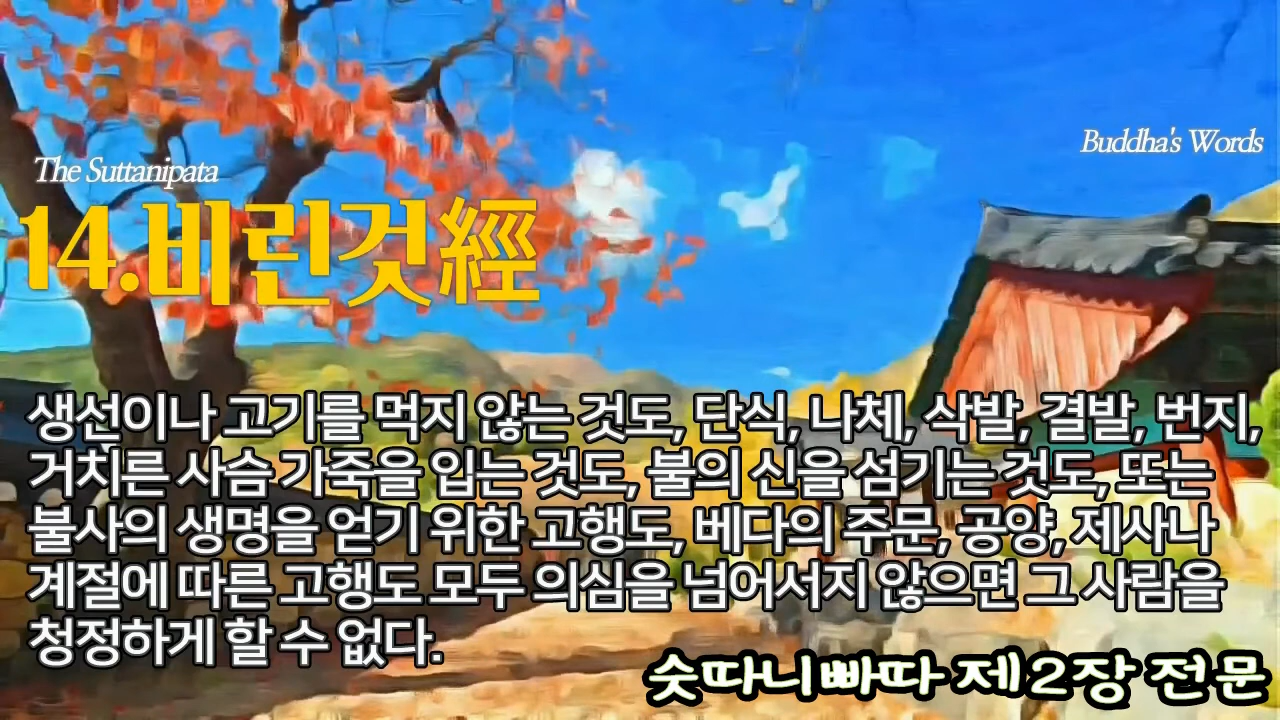 Buddha's Words
The Suttanipata
14.비린것經
생선이나 고기를 먹지 않는 것도, 단식, 나체, 삭발, 결발, 번지,
거치른 사슴 가죽을 입는 것도, 불의 신을 섬기는 것도, 또는
불사의 생명을 얻기 위한 고행도, 베다의 주문, 공양, 제사나
계절에 따른 고행도 모두 의심을 넘어서지 않으면 그 사람을
청정하게 할 수 없다.
숫따니빠따 제2장 전문